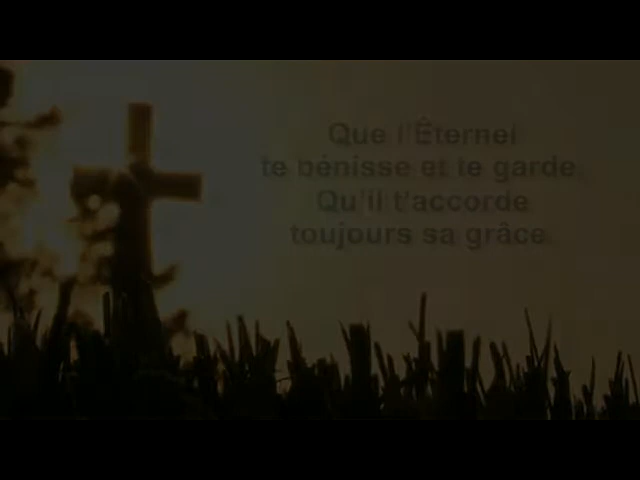 Que l'Éternel
te bénisse et te garde,
Qu'il t'accorde
toujours sa grâce.